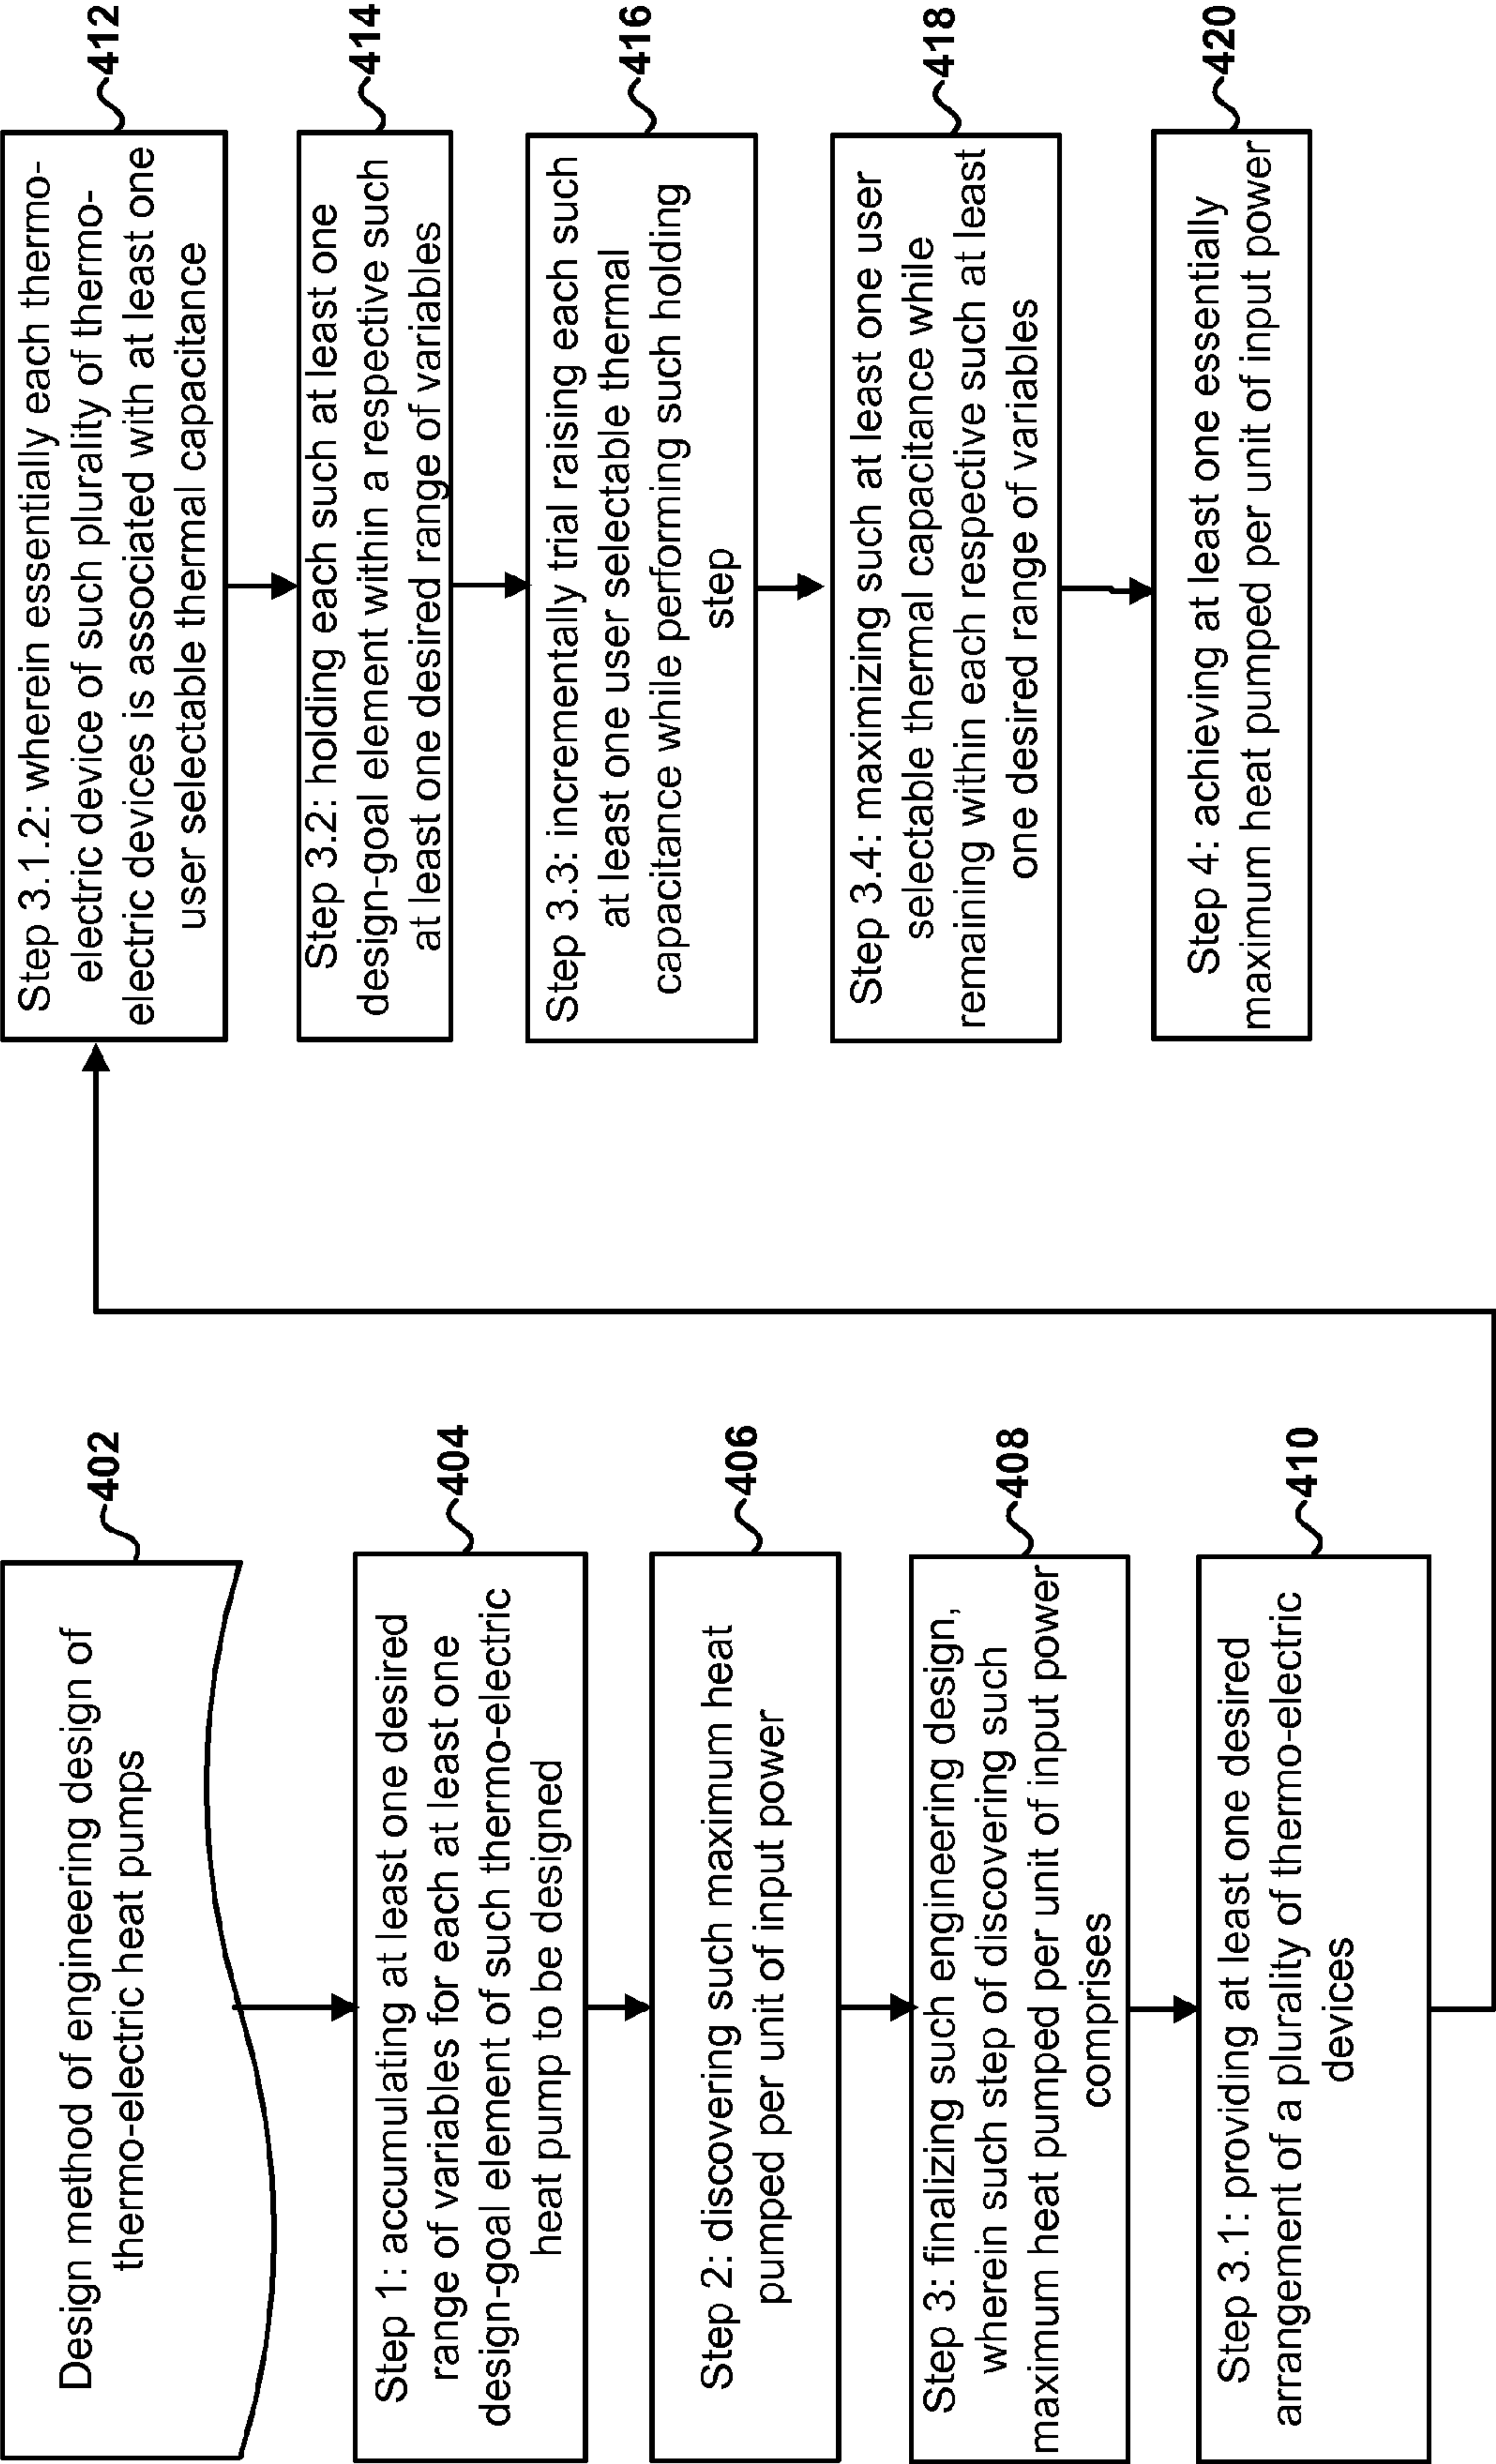 Design method of engineering design of
thermo-electric heat pumps
402
Step 1: accumulating at least one desired
range of variables for each at least one
design-goal element of such thermo-electric
heat pump to be designed
404
Step 2: discovering such maximum heat
pumped per unit of input power
406
Step 3: finalizing such engineering design,
wherein such step of discovering such
maximum heat pumped per unit of input power
comprises
408
Step 3.1: providing at least one desired
arrangement of a plurality of thermo-electric
devices
410
Step 3.1.2: wherein essentially each thermo-
electric device of such plurality of thermo-
electric devices is associated with at least one
user selectable thermal capacitance
412
Step 3.2: holding each such at least one
design-goal element within a respective such
at least one desired range of variables
414
Step 3.3: incrementally trial raising each such
at least one user selectable thermal
capacitance while performing such holding
step
416
Step 3.4: maximizing such at least one user
selectable thermal capacitance while
remaining within each respective such at least
one desired range of variables
418
Step 4: achieving at least one essentially
maximum heat pumped per unit of input power
420